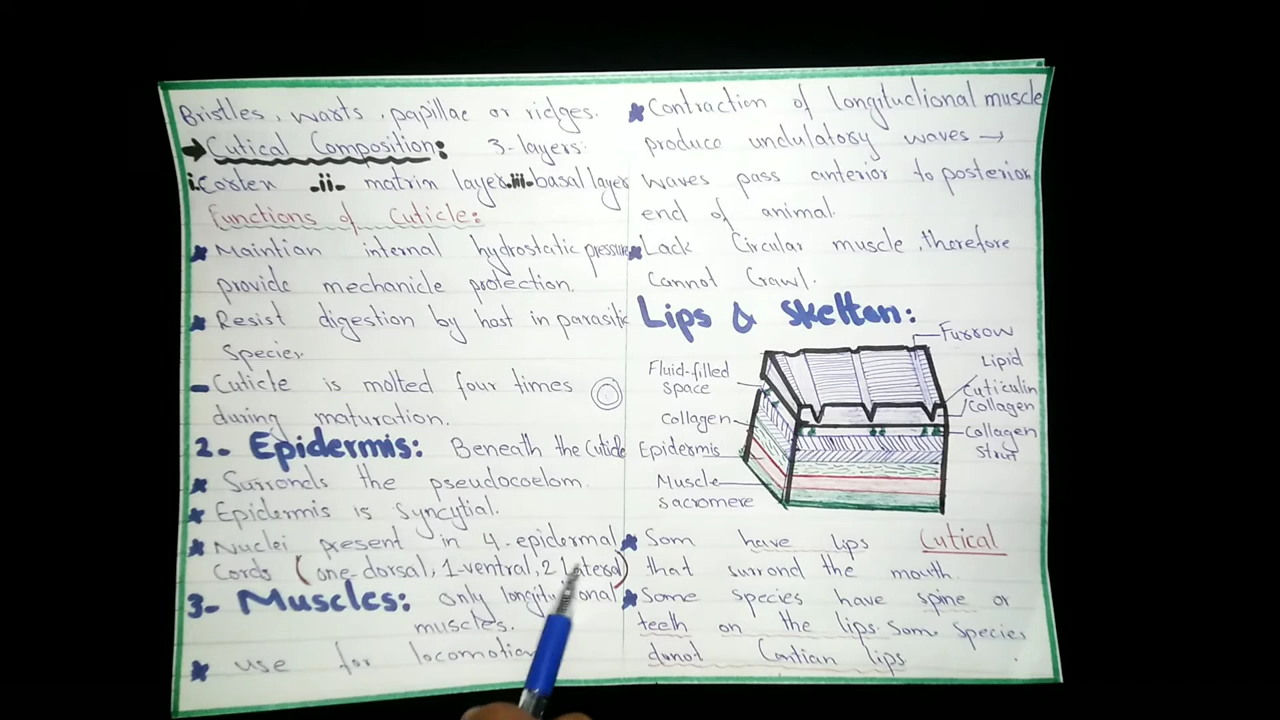 Bristles, warts, papillae or ridges.
→ Cutical Composition: 3-layers:
i. Cortex ii- matrin layer iii- basal layer
Functions of Cuticle:
★ Maintian internal hydrostatic pressure
provide mechanicle protection.
★ Resist digestion by host in parasitic
Species.
- Cuticle is molted four times
during maturation.
2- Epidermis: Beneath the Cuticle
★ Surronds the pseudocoelom.
★ Epidermis is Syncytial.
★ Nuclei present in 4-epidermal
Cords (one-dorsal, 1-ventral, 2 lateral)
3- Muscles: Only longitudional
muscles.
★ use for locomotion
★ Contraction of longituclional muscle
produce undulatory waves →
waves pass anterior to posterior
end of animal.
★ Lack Circular muscle, therefore
Cannot Crawl.
Lips & Skelton:
Furrow
Fluid-filled
space
Lipid
Cuticulin
Collagen
Collagen
Collagen
strut
Epidermis
Muscle
sacromere
★ Som have lips Cutical
that surrond the mouth.
★ Some species have spine or
teeth on the lips. Som Species
donot Contian lips